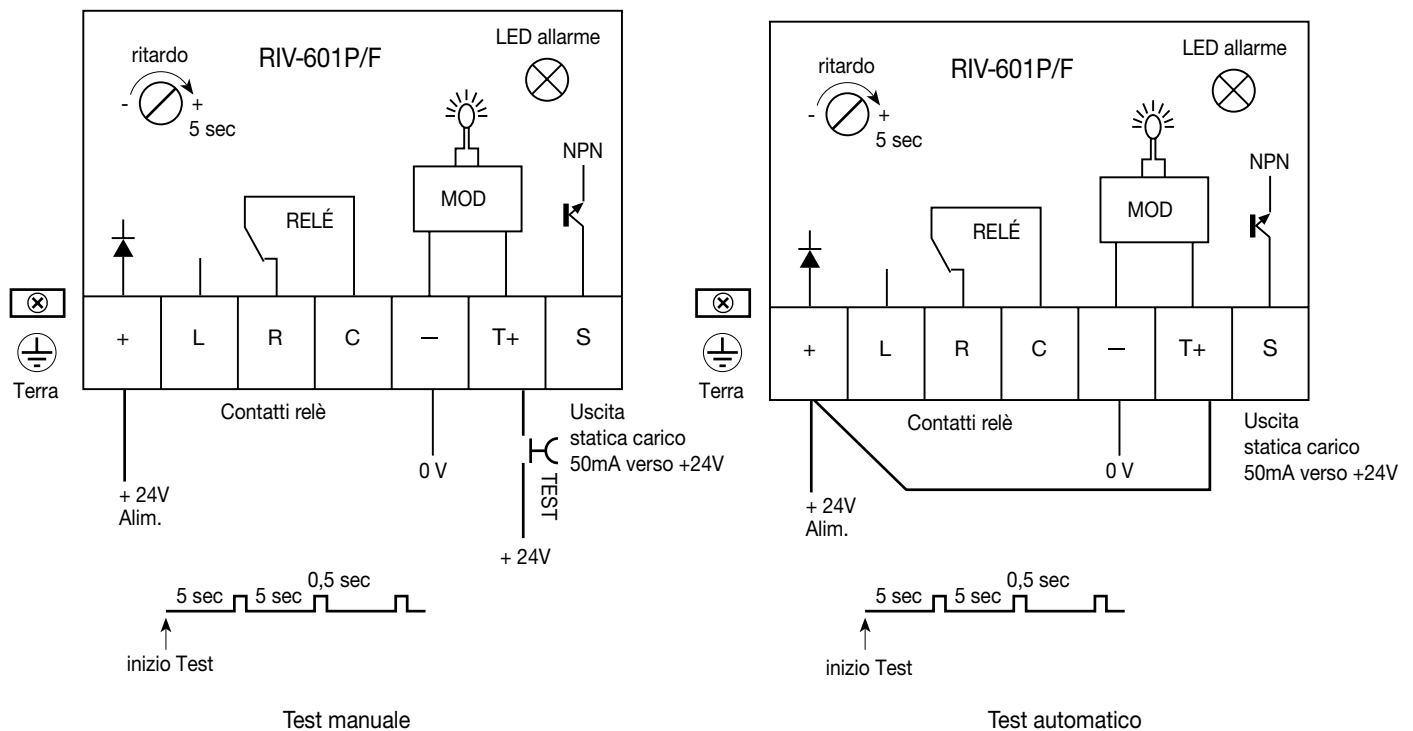 RIV-601P/F
LED allarme
ritardo
-
+
5 sec
NPN
MOD
RELÉ
+
L
R
C
—
T+
S
Terra
Contatti relè
Uscita
statica carico
50mA verso +24V
0 V
TEST
+ 24V
Alim.
+ 24V
0,5 sec
5 sec
5 sec
inizio Test
Test manuale
RIV-601P/F
LED allarme
ritardo
-
+
5 sec
NPN
MOD
RELÉ
+
L
R
C
—
T+
S
Terra
Contatti relè
Uscita
statica carico
50mA verso +24V
0 V
+ 24V
Alim.
0,5 sec
5 sec
5 sec
inizio Test
Test automatico